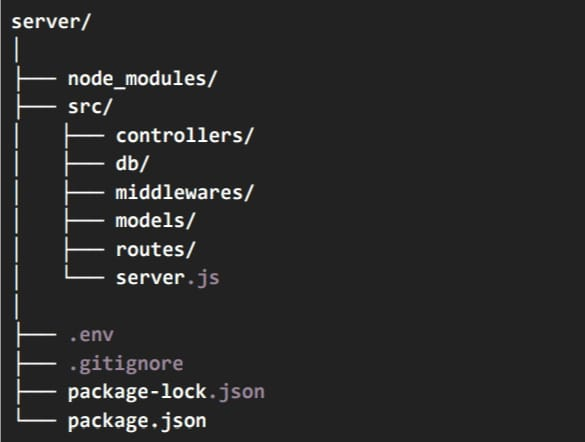 server/
│
├── node_modules/
├── src/
│   ├── controllers/
│   ├── db/
│   ├── middlewares/
│   ├── models/
│   ├── routes/
│   └── server.js
│
├── .env
├── .gitignore
├── package-lock.json
└── package.json